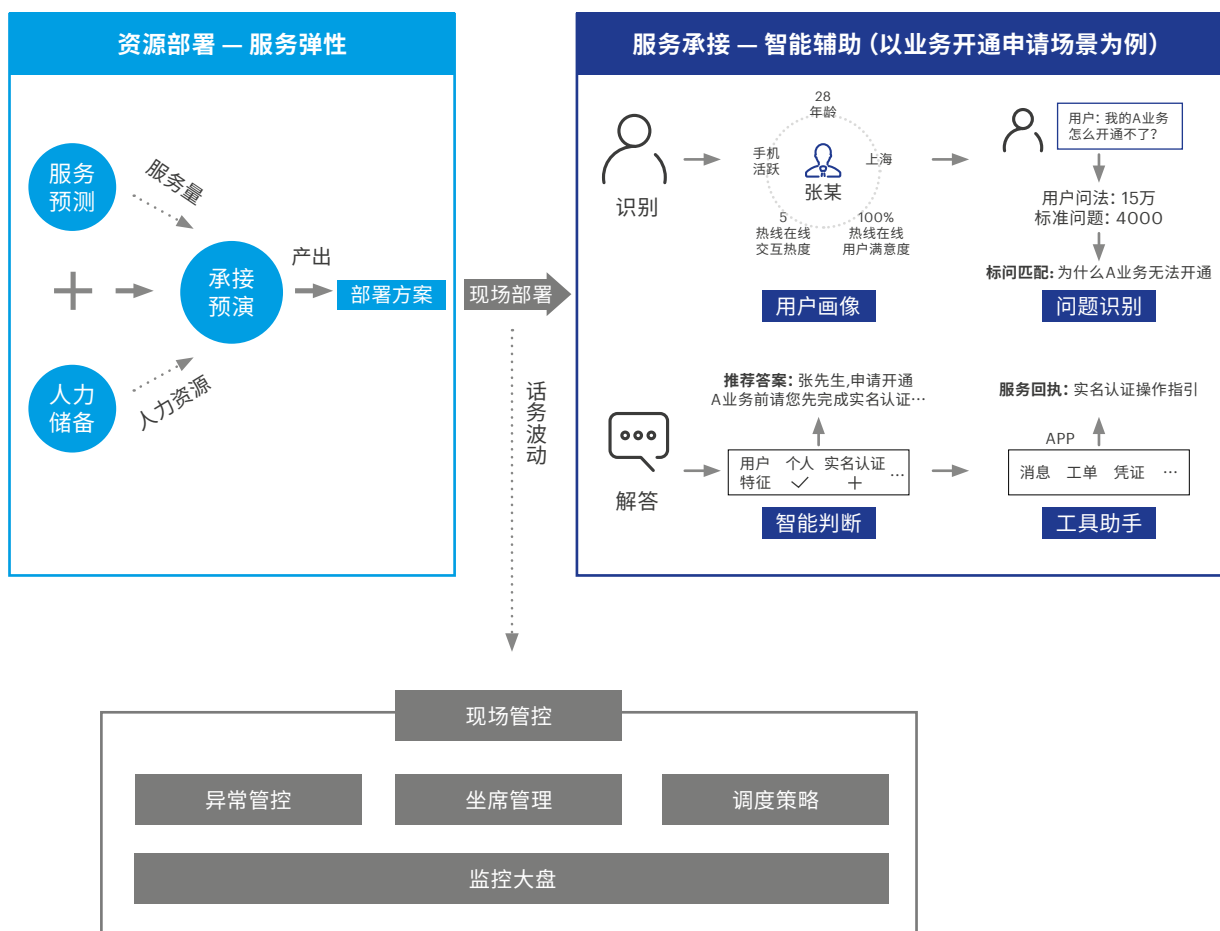 资源部署 — 服务弹性
服务预测
服务量
人力储备
人力资源
承接预演
产出
部署方案
现场部署
话务波动
服务承接 — 智能辅助（以业务开通申请场景为例）
识别
28
年龄
手机
活跃
上海
张某
5
热线在线
交互热度
100%
热线在线
用户满意度
用户画像
用户：我的A业务
怎么开通不了？
用户问法：15万
标准问题：4000
标问匹配：为什么A业务无法开通
问题识别
解答
推荐答案：张先生,申请开通
A业务前请您先完成实名认证…
用户 个人 实名认证 …
特征
智能判断
服务回执：实名认证操作指引
APP
消息 工单 凭证 …
工具助手
现场管控
异常管控
坐席管理
调度策略
监控大盘